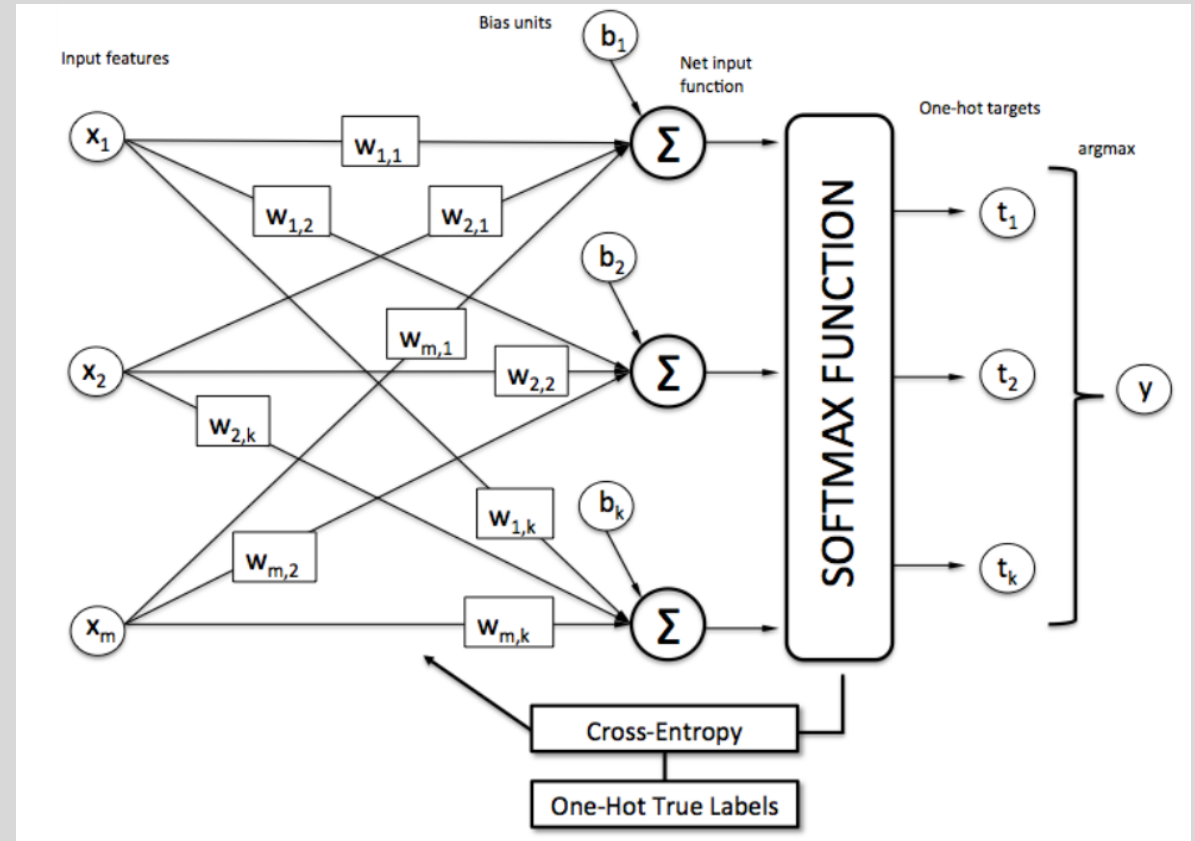 Bias units
b1
Input features
Net input
function
One-hot targets
argmax
x1
w1,1
Σ
w1,2
w2,1
t1
b2
SOFTMAX FUNCTION
wm,1
x2
w2,2
Σ
t2
y
w2,k
w1,k
bk
wm,2
tk
xm
wm,k
Σ
Cross-Entropy
One-Hot True Labels